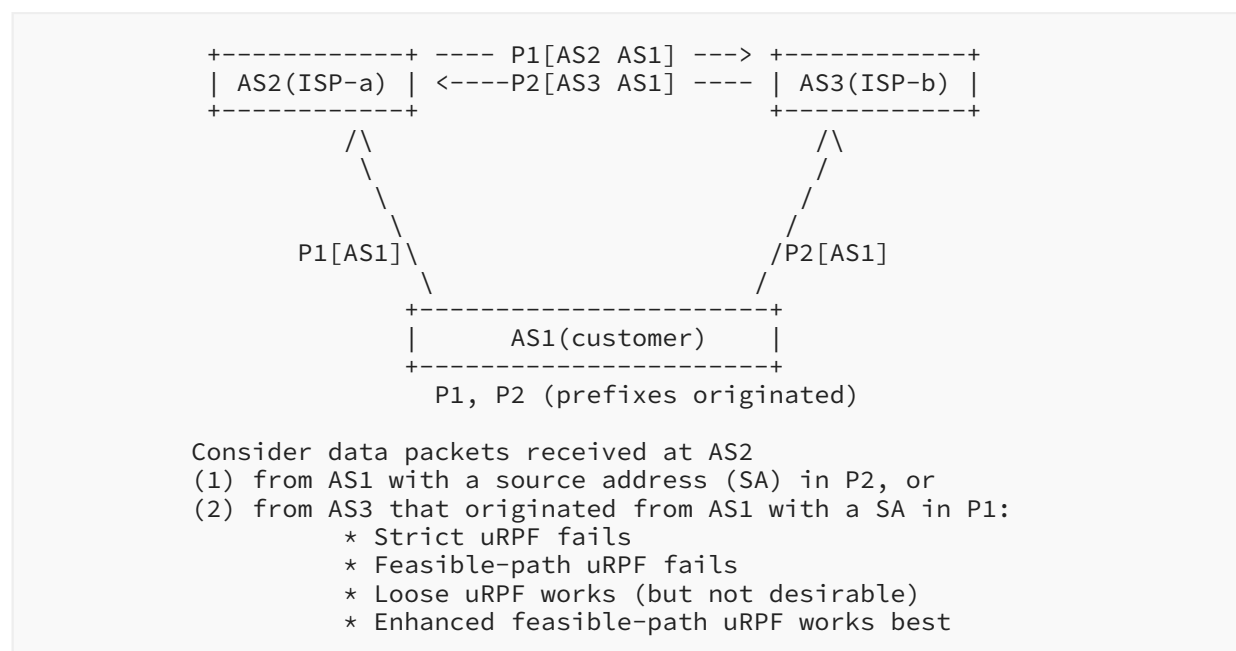 +------------+ ---- P1[AS2 AS1] ---> +------------+
| AS2(ISP-a) | <----P2[AS3 AS1] ---- | AS3(ISP-b) |
+------------+                       +------------+
         /\                             /\
          \                             /
           \                           /
            \                         /
      P1[AS1]\                       /P2[AS1]
              \                     /
             +----------------------+
             |      AS1(customer)   |
             +----------------------+
               P1, P2 (prefixes originated)
Consider data packets received at AS2
(1) from AS1 with a source address (SA) in P2, or
(2) from AS3 that originated from AS1 with a SA in P1:
* Strict uRPF fails
* Feasible-path uRPF fails
* Loose uRPF works (but not desirable)
* Enhanced feasible-path uRPF works best